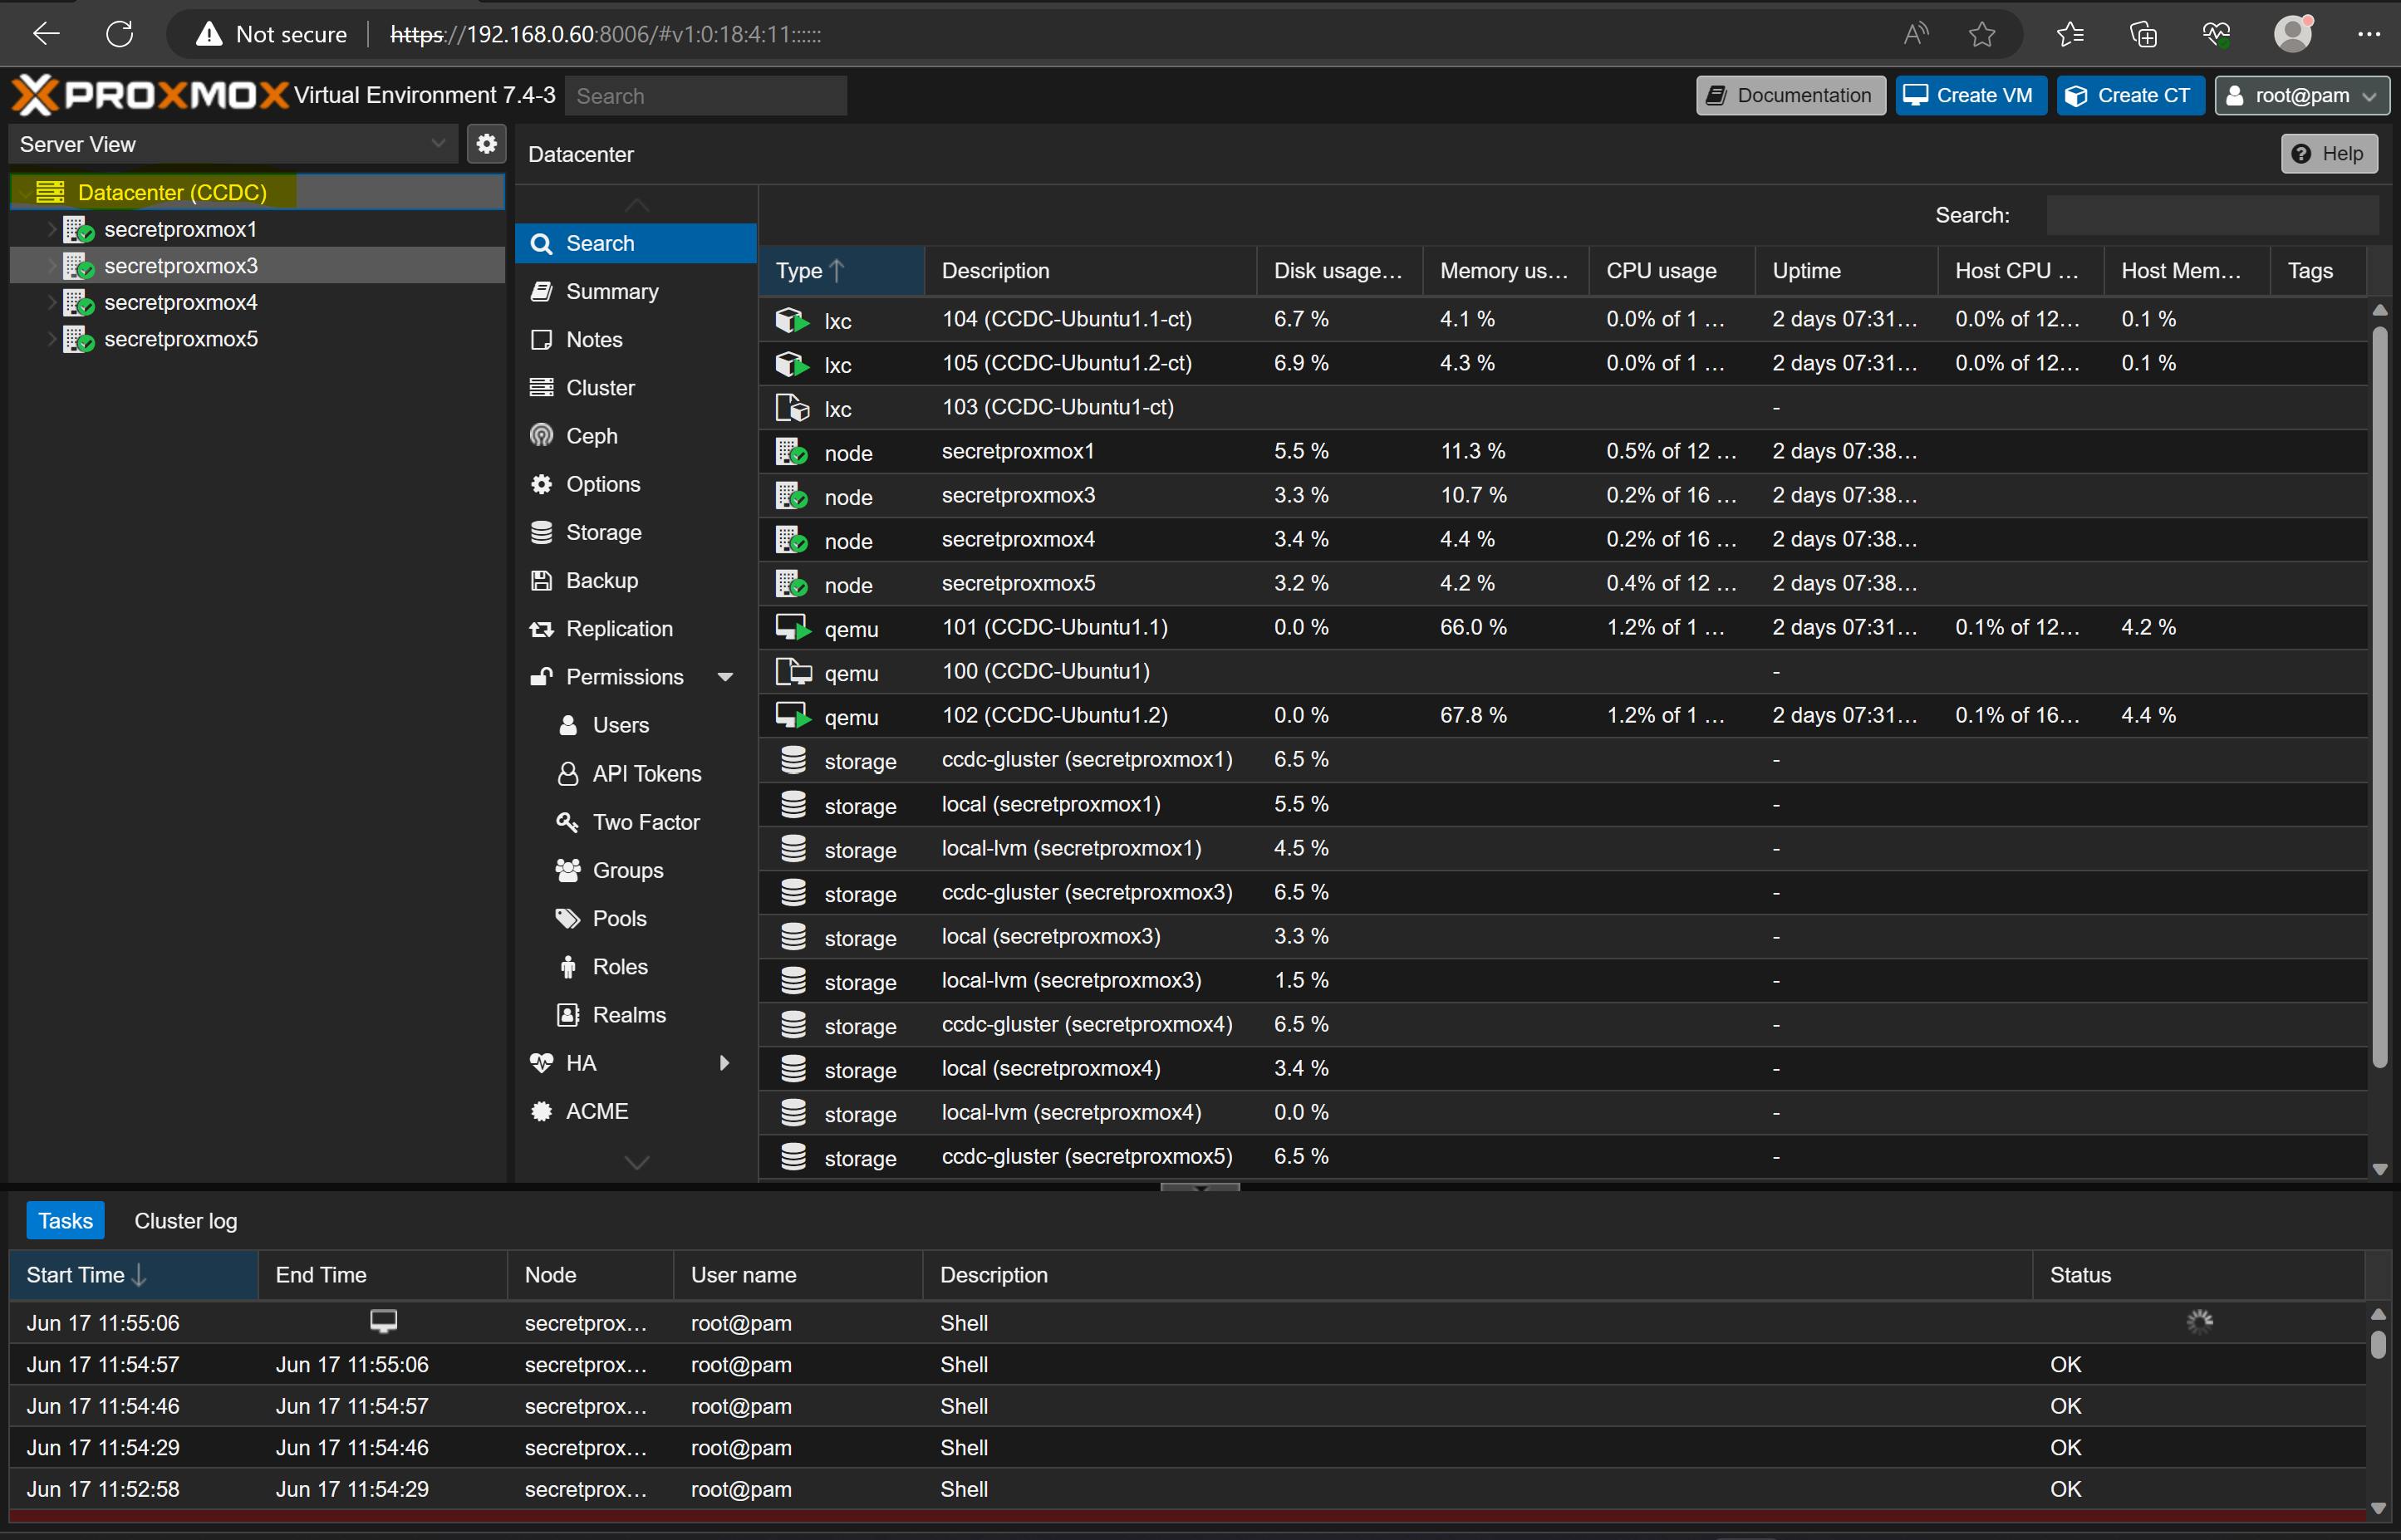 Not secure https://192.168.0.60:8006/#v1:0:18:4:11::::::
PROXMOX Virtual Environment 7.4-3 Search Documentation Create VM Create CT root@pam
Server View
Datacenter (CCDC)
secretproxmox1
secretproxmox3
secretproxmox4
secretproxmox5
Datacenter Help
Search
Summary
Notes
Cluster
Ceph
Options
Storage
Backup
Replication
Permissions
Users
API Tokens
Two Factor
Groups
Pools
Roles
Realms
HA
ACME
Search:
Type Description Disk usage... Memory us... CPU usage Uptime Host CPU ... Host Mem... Tags
lxc 104 (CCDC-Ubuntu1.1-ct) 6.7 % 4.1 % 0.0% of 1 ... 2 days 07:31... 0.0% of 12... 0.1 %
lxc 105 (CCDC-Ubuntu1.2-ct) 6.9 % 4.3 % 0.0% of 1 ... 2 days 07:31... 0.0% of 12... 0.1 %
lxc 103 (CCDC-Ubuntu1-ct) -
node secretproxmox1 5.5 % 11.3 % 0.5% of 12 ... 2 days 07:38...
node secretproxmox3 3.3 % 10.7 % 0.2% of 16 ... 2 days 07:38...
node secretproxmox4 3.4 % 4.4 % 0.2% of 16 ... 2 days 07:38...
node secretproxmox5 3.2 % 4.2 % 0.4% of 12 ... 2 days 07:38...
qemu 101 (CCDC-Ubuntu1.1) 0.0 % 66.0 % 1.2% of 1 ... 2 days 07:31... 0.1% of 12... 4.2 %
qemu 100 (CCDC-Ubuntu1) -
qemu 102 (CCDC-Ubuntu1.2) 0.0 % 67.8 % 1.2% of 1 ... 2 days 07:31... 0.1% of 16... 4.4 %
storage ccdc-gluster (secretproxmox1) 6.5 % -
storage local (secretproxmox1) 5.5 % -
storage local-lvm (secretproxmox1) 4.5 % -
storage ccdc-gluster (secretproxmox3) 6.5 % -
storage local (secretproxmox3) 3.3 % -
storage local-lvm (secretproxmox3) 1.5 % -
storage ccdc-gluster (secretproxmox4) 6.5 % -
storage local (secretproxmox4) 3.4 % -
storage local-lvm (secretproxmox4) 0.0 % -
storage ccdc-gluster (secretproxmox5) 6.5 % -
Tasks Cluster log
Start Time End Time Node User name Description Status
Jun 17 11:55:06 secretprox... root@pam Shell
Jun 17 11:54:57 Jun 17 11:55:06 secretprox... root@pam Shell OK
Jun 17 11:54:46 Jun 17 11:54:57 secretprox... root@pam Shell OK
Jun 17 11:54:29 Jun 17 11:54:46 secretprox... root@pam Shell OK
Jun 17 11:52:58 Jun 17 11:54:29 secretprox... root@pam Shell OK